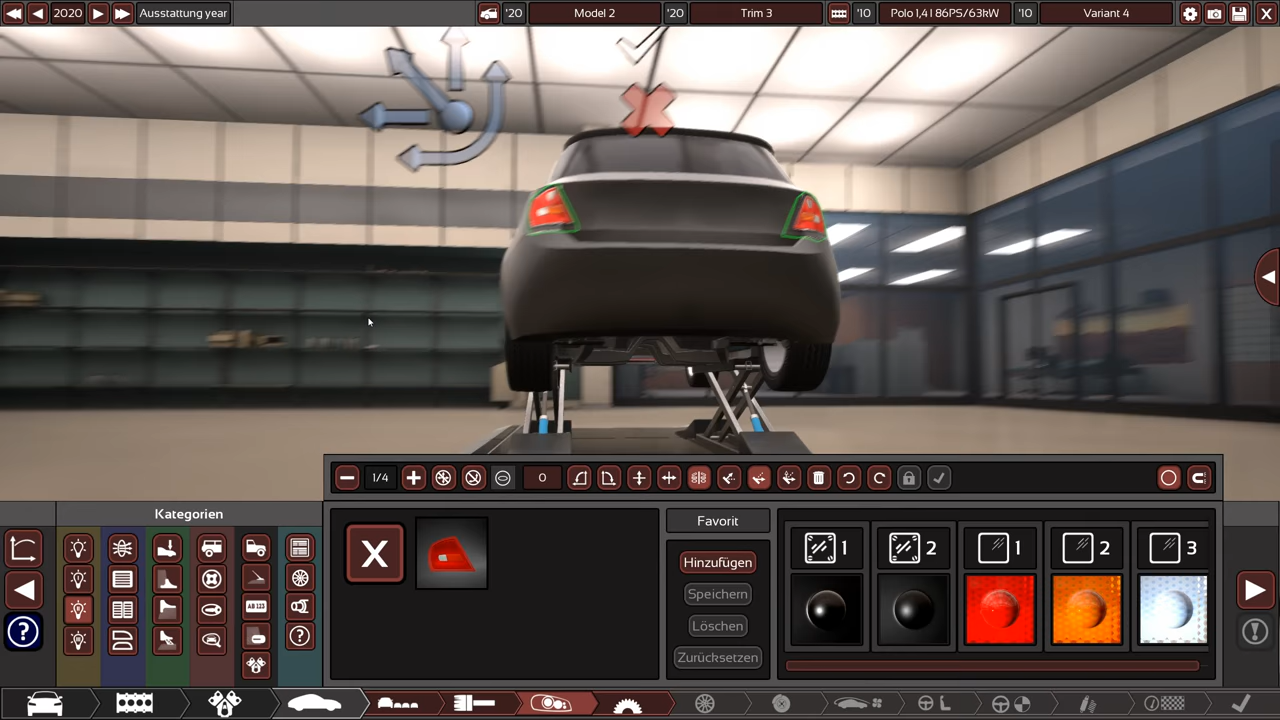 2020 Ausstattung year '20 Model 2 '20 Trim 3 '10 Polo 1,4 l 86PS/63kW '10 Variant 4
1/4 0
Kategorien
Favorit
Hinzufügen
Speichern
Löschen
Zurücksetzen
1 2 1 2 3
X
AB 123
?
?